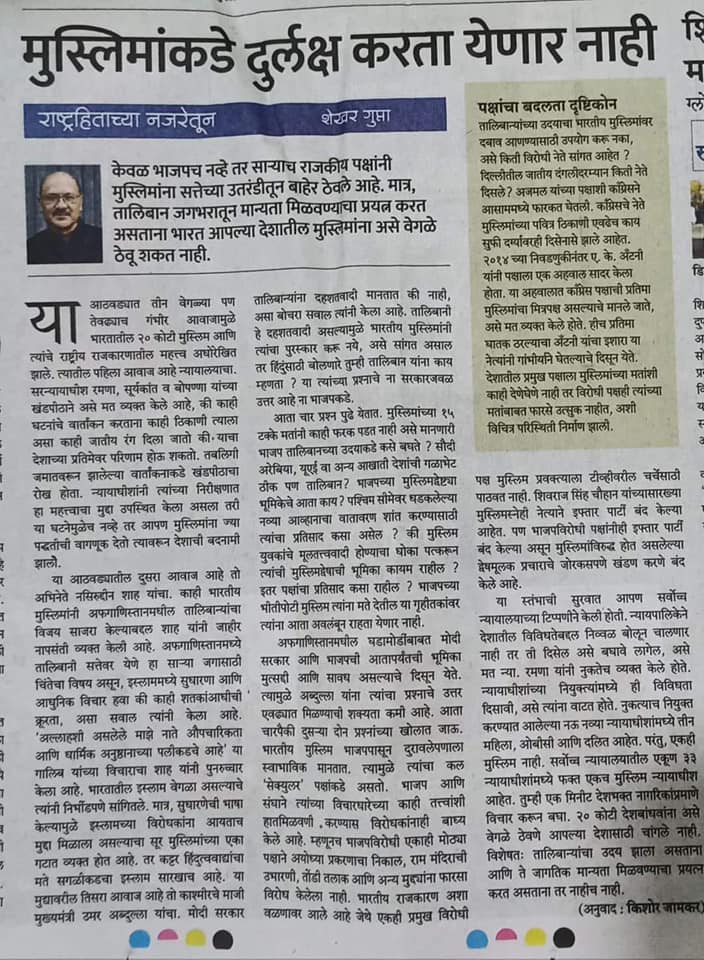 मुस्लिमांकडे दुर्लक्ष करता येणार नाही
राष्ट्रहिताच्या नजरेतून
शेखर गुप्ता
केवळ भाजपच नव्हे तर साऱ्याच राजकीय पक्षांनी
मुस्लिमांना सत्तेच्या उतरंडीतून बाहेर ठेवले आहे. मात्र,
तालिबान जगभरातून मान्यता मिळवण्याचा प्रयत्न करत
असताना भारत आपल्या देशातील मुस्लिमांना असे वेगळे
ठेवू शकत नाही.
या आठवड्यात तीन वेगळ्या पण
तेवढ्याच गंभीर आवाजामुळे
भारतातील २० कोटी मुस्लिम आणि
त्यांचे राष्ट्रीय राजकारणातील महत्त्व अधोरेखित
झाले. त्यातील पहिला आवाज आहे न्यायालयाचा.
सरन्यायाधीश रमणा, सूर्यकांत व बोपण्णा यांच्या
खंडपीठाने असे मत व्यक्त केले आहे, की काही
घटनांचे वार्तांकन करताना काही ठिकाणी त्याला
असा काही जातीय रंग दिला जातो की याचा
देशाच्या प्रतिमेवर परिणाम होऊ शकतो. तबलिगी
जमातवरून झालेल्या वार्तांकनाकडे खंडपीठाचा
रोख होता. न्यायाधीशांनी त्यांच्या निरीक्षणात
हा महत्त्वाचा मुद्दा उपस्थित केला असला तरी
या घटनेमुळेच नव्हे तर आपण मुस्लिमांना ज्या
पद्धतीची वागणूक देतो त्यावरून देशाची बदनामी
झाली.
या आठवड्यातील दुसरा आवाज आहे तो
अभिनेते नसिरुद्दीन शाह यांचा. काही भारतीय
मुस्लिमांनी अफगाणिस्तानमधील तालिबान्यांचा
विजय साजरा केल्याबद्दल शाह यांनी जाहीर
नापसंती व्यक्त केली आहे. अफगाणिस्तानमध्ये
तालिबानी सत्तेवर येणे हा साऱ्या जगासाठी
चिंतेचा विषय असून, इस्लाममध्ये सुधारणा आणि
आधुनिक विचार हवा की काही शतकांआधीची
क्रूरता, असा सवाल त्यांनी केला आहे.
'अल्लाहशी असलेले माझे नाते औपचारिकता
आणि धार्मिक अनुष्ठानाच्या पलीकडचे आहे' या
गालिब यांच्या विचाराचा शाह यांनी पुनरुच्चार
केला आहे. भारतातील इस्लाम वेगळा असल्याचे
त्यांनी निर्भीडपणे सांगितले. मात्र, सुधारणेची भाषा
केल्यामुळे इस्लामच्या विरोधकांना आयताच
मुद्दा मिळाला असल्याचा सूर मुस्लिमांच्या एका
गटात व्यक्त होत आहे. तर कट्टर हिंदुत्ववाद्यांचा
मते सगळीकडचा इस्लाम सारखाच आहे. या
मुद्यावरील तिसरा आवाज आहे तो काश्मीरचे माजी
मुख्यमंत्री उमर अब्दुल्ला यांचा. मोदी सरकार
तालिबान्यांना दहशतवादी मानतात की नाही,
असा बोचरा सवाल त्यांनी केला आहे. तालिबानी
हे दहशतवादी असल्यामुळे भारतीय मुस्लिमांनी
त्यांचा पुरस्कार करू नये, असे सांगत असाल
तर हिंदुंसाठी बोलणारे तुम्ही तालिबान यांना काय
म्हणता ? या त्यांच्या प्रश्नाचे ना सरकारजवळ
उत्तर आहे ना भाजपकडे.
आता चार प्रश्न पुढे येतात. मुस्लिमांच्या १५
टक्के मतांनी काही फरक पडत नाही असे मानणारी
भाजप तालिबानच्या उदयाकडे कसे बघते ? सौदी
अरेबिया, यूएई वा अन्य आखाती देशांची गळाभेट
ठीक पण तालिबान? भाजपच्या मुस्लिमद्वेष्ट्या
भूमिकेचे आता काय? पश्चिम सीमेवर घडकलेल्या
नव्या आव्हानाचा वातावरण शांत करण्यासाठी
त्यांचा प्रतिसाद कसा असेल ? की मुस्लिम
युवकांचे मूलतत्त्ववादी होण्याचा धोका पत्करून
त्यांची मुस्लिमद्वेषाची भूमिका कायम राहील ?
इतर पक्षांचा प्रतिसाद कसा राहील ? भाजपच्या
भीतीपोटी मुस्लिम त्यांना मते देतील या गृहीतकांवर
त्यांना आता अवलंबून राहता येणार नाही.
अफगाणिस्तानमधील घडामोडींबाबत मोदी
सरकार आणि भाजपची आतापर्यंतची भूमिका
मुत्सद्दी आणि सावध असल्याचे दिसून येते.
त्यामुळे अब्दुल्ला यांना त्यांचा प्रश्नाचे उत्तर
एवढ्यात मिळण्याची शक्यता कमी आहे. आता
चारपैकी दुसऱ्या दोन प्रश्नांच्या खोलात जाऊ.
भारतीय मुस्लिम भाजपपासून दुरावलेपणाला
स्वाभाविक मानतात. त्यामुळे त्यांचा कल
'सेक्युलर' पक्षांकडे असतो. भाजप आणि
संघाने त्यांच्या विचारधारेच्या काही तत्त्वांशी
हातमिळवणी करण्यास विरोधकांनाही बाध्य
केले आहे. म्हणूनच भाजपविरोधी एकाही मोठ्या
पक्षाने अयोध्या प्रकरणाचा निकाल, राम मंदिराची
उभारणी, तोंडी तलाक आणि अन्य मुद्द्यांना फारसा
विरोध केलेला नाही. भारतीय राजकारण अशा
वळणावर आले आहे जेथे एकही प्रमुख विरोधी
पक्षांचा बदलता दृष्टिकोन
तालिबान्यांच्या उदयाचा भारतीय मुस्लिमांवर
दबाव आणण्यासाठी उपयोग करू नका,
असे किती विरोधी नेते सांगत आहेत ?
दिल्लीतील जातीय दंगलीदरम्यान किती नेते
दिसले? अजमल यांच्या पक्षाशी काँग्रेसने
आसाममध्ये फारकत घेतली. काँग्रेसचे नेते
मुस्लिमांच्या पवित्र ठिकाणी एवढेच काय
सुफी दर्ग्यावरही दिसेनासे झाले आहेत.
२०१४ च्या निवडणुकीनंतर ए. के. अँटनी
यांनी पक्षाला एक अहवाल सादर केला
होता. या अहवालात काँग्रेस पक्षाची प्रतिमा
मुस्लिमांचा मित्रपक्ष असल्याचे मानले जाते,
असे मत व्यक्त केले होते. हीच प्रतिमा
घातक ठरल्याचा अँटनी यांचा इशारा या
नेत्यांनी गांभीर्याने घेतल्याचे दिसून येते.
देशातील प्रमुख पक्षाला मुस्लिमांच्या मतांशी
काही देणेघेणे नाही तर विरोधी पक्षही त्यांच्या
मतांबाबत फारसे उत्सुक नाहीत, अशी
विचित्र परिस्थिती निर्माण झाली.
पक्ष मुस्लिम प्रवक्त्याला टीव्हीवरील चर्चेसाठी
पाठवत नाही. शिवराज सिंह चौहान यांच्यासारख्या
मुस्लिमस्नेही नेत्याने इफ्तार पार्टी बंद केल्या
आहेत. पण भाजपविरोधी पक्षांनीही इफ्तार पार्टी
बंद केल्या असून मुस्लिमांविरुद्ध होत असलेल्या
द्वेषमूलक प्रचाराचे जोरकसपणे खंडण करणे बंद
केले आहे.
या स्तंभाची सुरवात आपण सर्वोच्च
न्यायालयाच्या टिप्पणीने केली होती. न्यायपालिकेने
देशातील विविधतेबद्दल निव्वळ बोलून चालणार
नाही तर ती दिसेल असे बघावे लागेल, असे
मत न्या. रमणा यांनी नुकतेच व्यक्त केले होते.
न्यायाधीशांच्या नियुक्त्यांमध्ये ही विविधता
दिसावी, असे त्यांना वाटत होते. नुकत्याच नियुक्त
करण्यात आलेल्या नऊ नव्या न्यायाधीशांमध्ये तीन
महिला, ओबीसी आणि दलित आहेत. परंतु, एकही
मुस्लिम नाही. सर्वोच्च न्यायालयातील एकूण ३३
न्यायाधीशांमध्ये फक्त एकच मुस्लिम न्यायाधीश
आहेत. तुम्ही एक मिनीट देशभक्त नागरिकांप्रमाणे
विचार करून बघा. २० कोटी देशबांधवांना असे
वेगळे ठेवणे आपल्या देशासाठी चांगले नाही.
विशेषतः तालिबान्यांचा उदय झाला असताना
आणि ते जागतिक मान्यता मिळवण्याचा प्रयत्न
करत असताना तर नाहीच नाही.
(अनुवाद : किशोर जामकर)